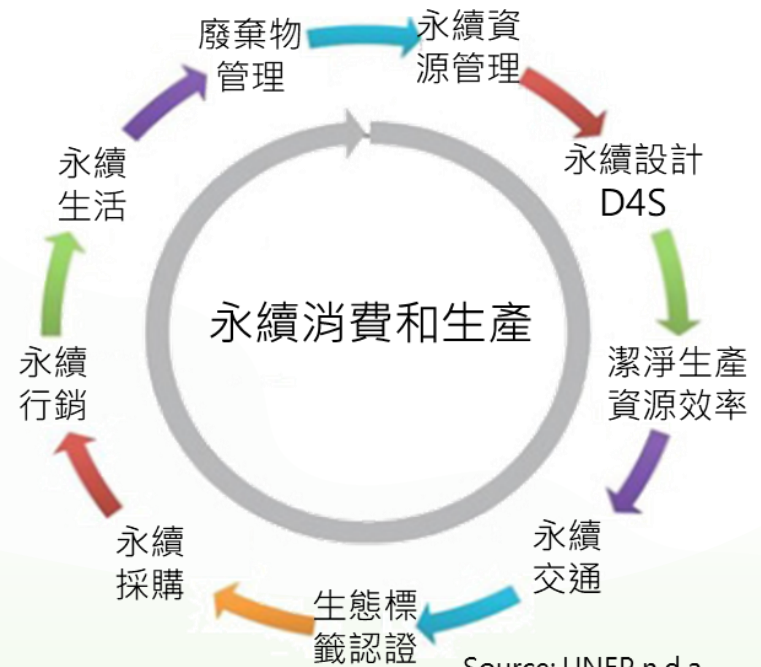 廢棄物
管理
永續資
源管理
永續設計
D4S
潔淨生產
資源效率
永續
交通
生態標
籤認證
永續
採購
永續
行銷
永續
生活
永續消費和生產
Source: UNEP n.d.a